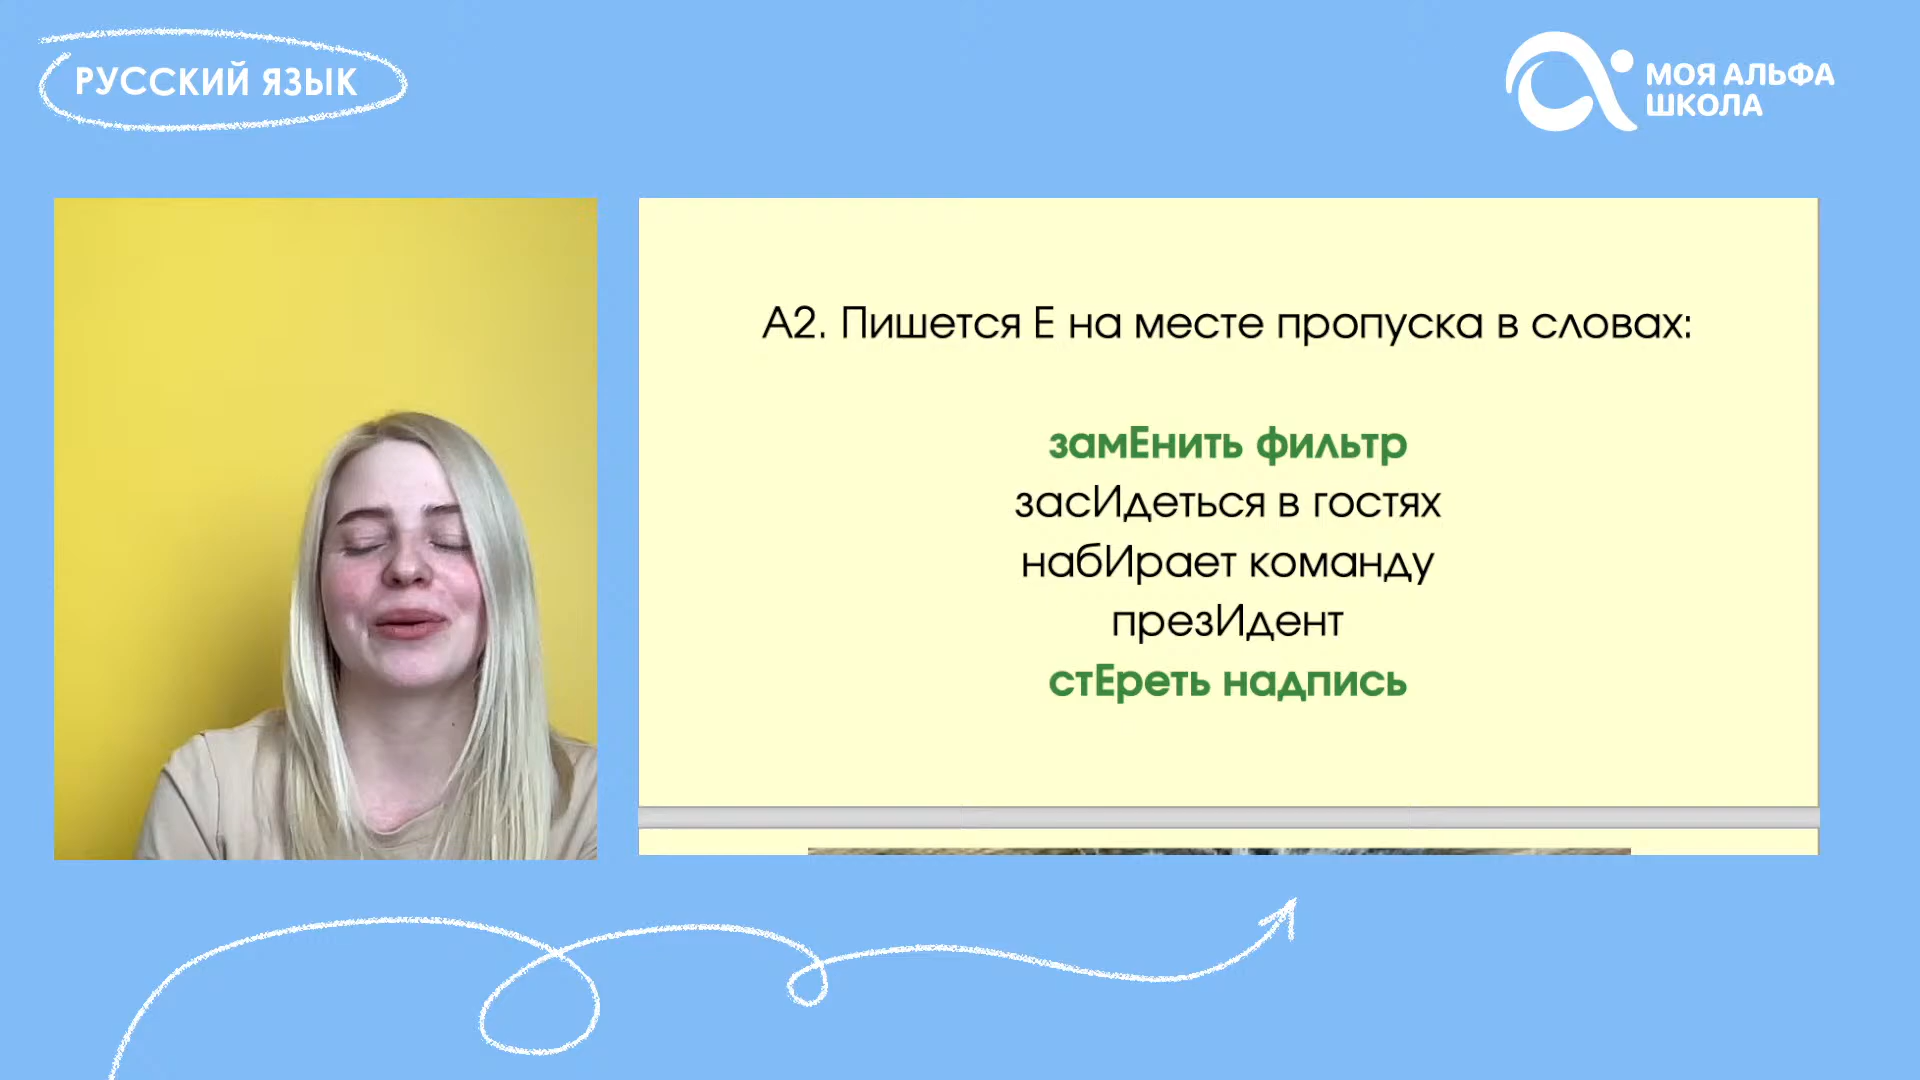 РУССКИЙ ЯЗЫК
МОЯ АЛЬФА
ШКОЛА
А2. Пишется Е на месте пропуска в словах:
замЕнить фильтр
засИдеться в гостях
набИрает команду
презИдент
стЕреть надпись